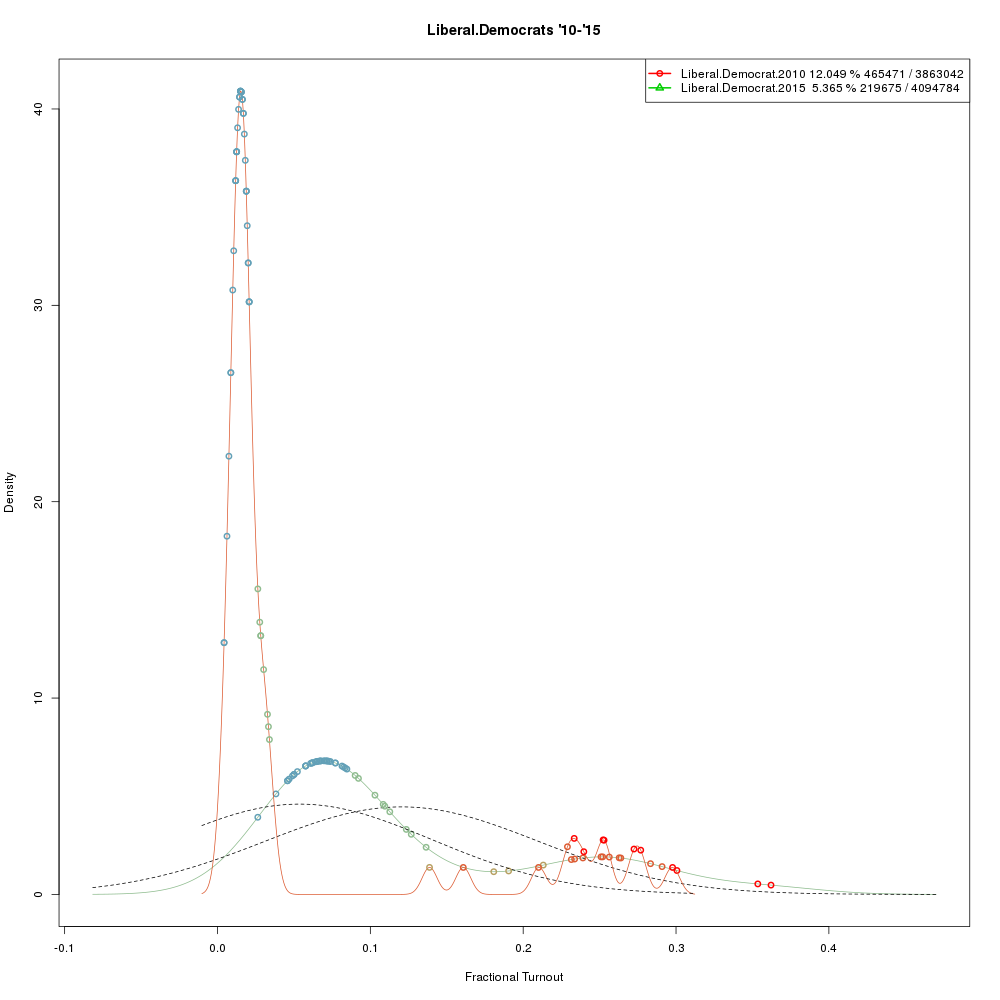 Liberal.Democrats '10-'15
Liberal.Democrat.2010 12.049 % 465471 / 3863042
Liberal.Democrat.2015 5.365 % 219675 / 4094784
40
30
20
10
0
Density
-0.1 0.0 0.1 0.2 0.3 0.4
Fractional Turnout